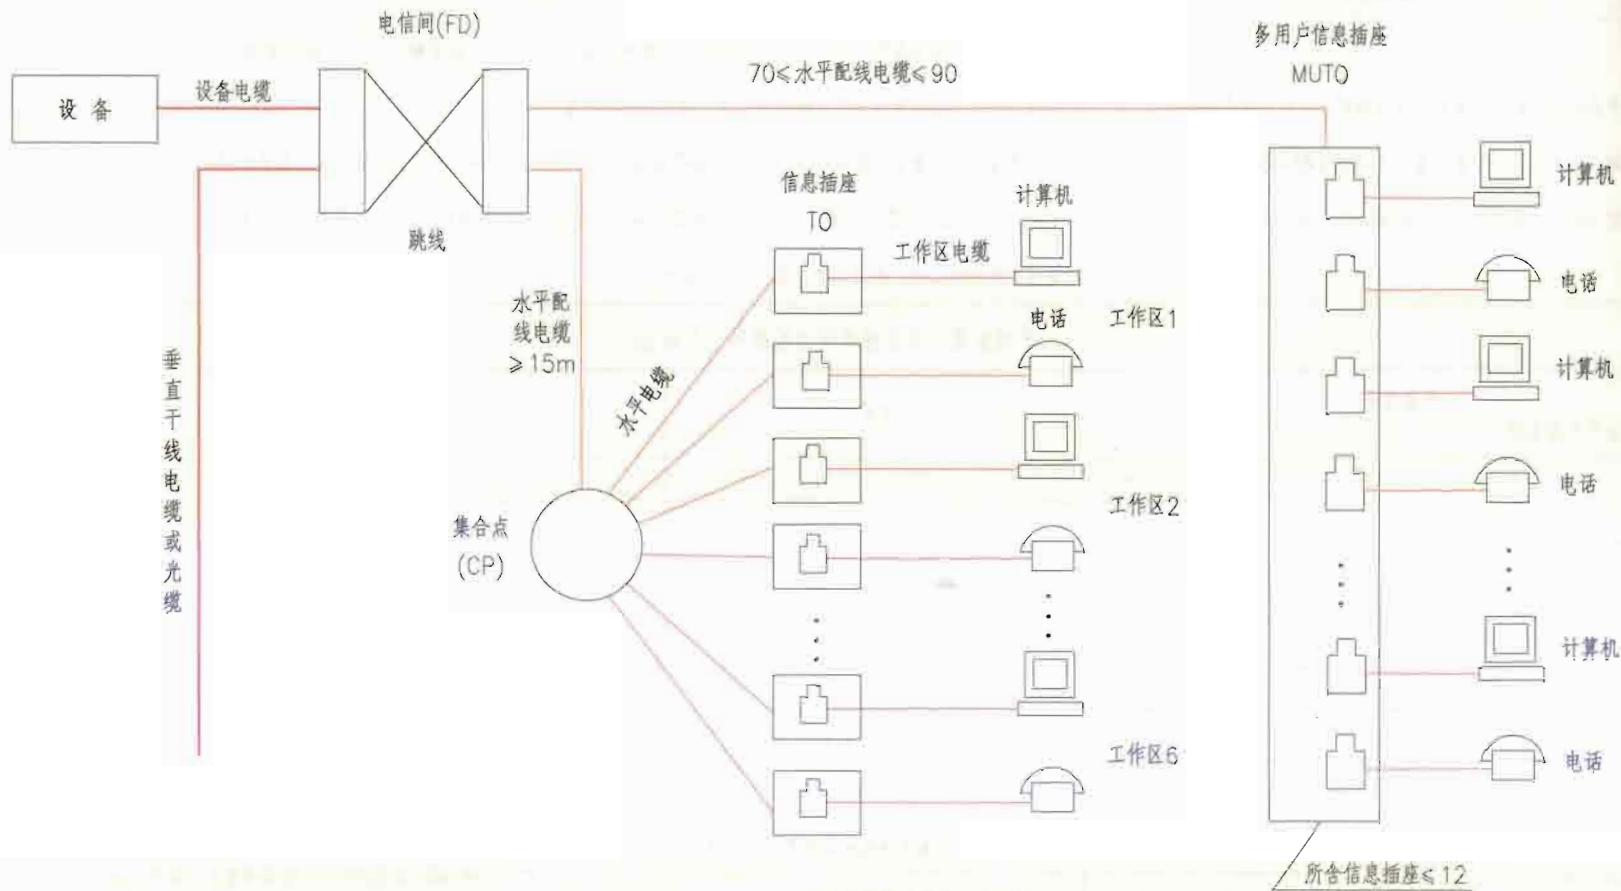 电信间(FD)
多用户信息插座
MUTO
70≤水平配线电缆≤90
设备
设备电缆
跳线
信息插座
TO
计算机
工作区电缆
电话
工作区1
水平配
线电缆
≥15m
水平电缆
垂直干线电缆或光缆
集合点
(CP)
工作区2
工作区6
计算机
电话
计算机
电话
计算机
电话
所含信息插座≤12